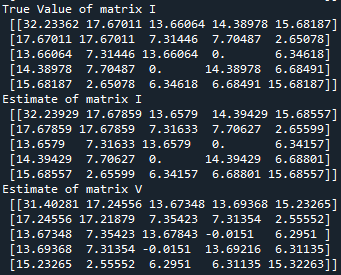 True Value of matrix I
 [[32.23362 17.67011 13.66064 14.38978 15.68187]
 [17.67011 17.67011  7.31446  7.70487  2.65078]
 [13.66064  7.31446 13.66064  0.       6.34618]
 [14.38978  7.70487  0.      14.38978  6.68491]
 [15.68187  2.65078  6.34618  6.68491 15.68187]]
Estimate of matrix I
 [[32.23929 17.67859 13.6579  14.39429 15.68557]
 [17.67859 17.67859  7.31633  7.70627  2.65599]
 [13.6579   7.31633 13.6579   0.       6.34157]
 [14.39429  7.70627  0.      14.39429  6.68801]
 [15.68557  2.65599  6.34157  6.68801 15.68557]]
Estimate of matrix V
 [[31.40281 17.24556 13.67348 13.69368 15.23265]
 [17.24556 17.21879  7.35423  7.31354  2.55552]
 [13.67348  7.35423 13.67843 -0.0151   6.2951 ]
 [13.69368  7.31354 -0.0151  13.69216  6.31135]
 [15.23265  2.55552  6.2951   6.31135 15.32263]]